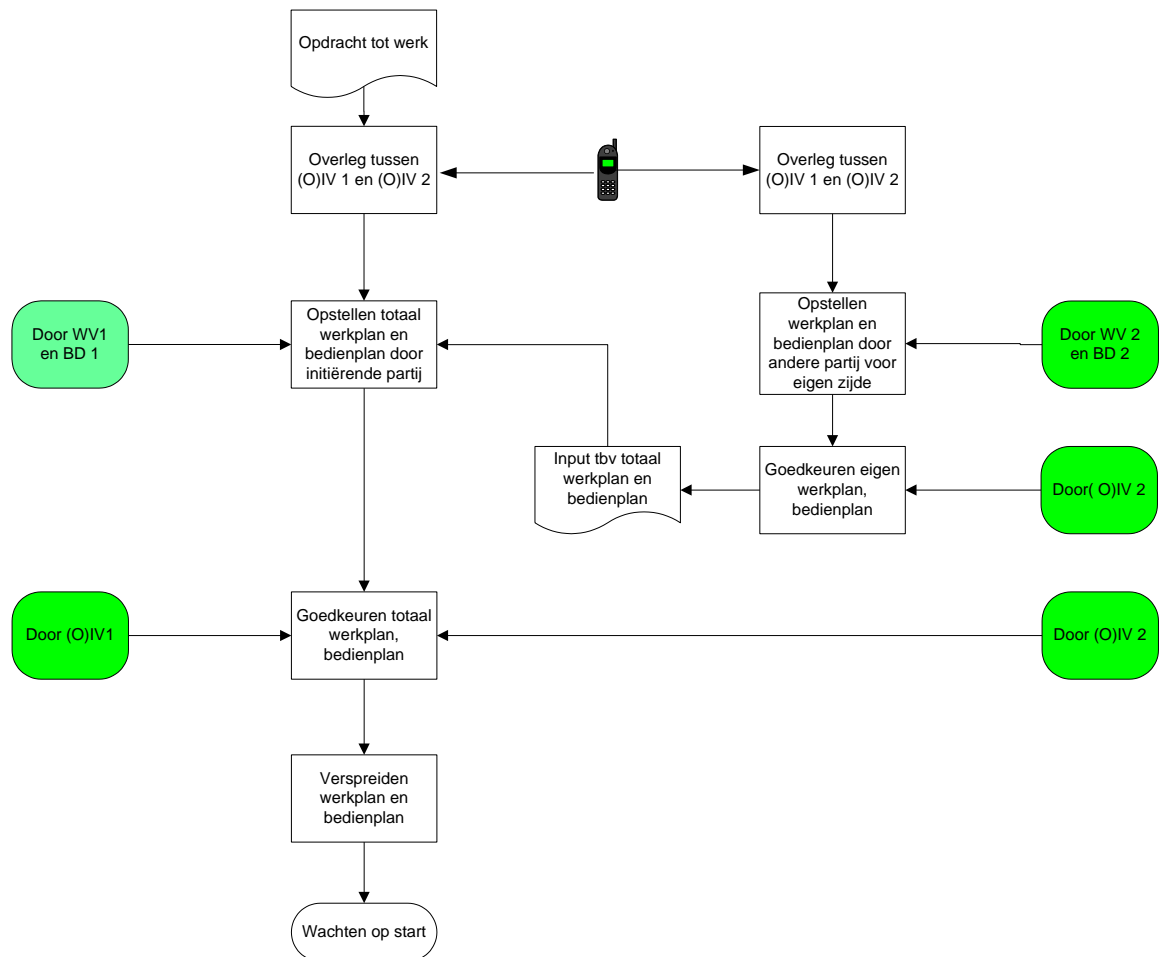 Opdracht tot werk
Overleg tussen
(O)IV 1 en (O)IV 2
Overleg tussen
(O)IV 1 en (O)IV 2
Door WV1
en BD 1
Opstellen totaal
werkplan en
bedienplan door
initiërende partij
Opstellen
werkplan en
bedienplan door
andere partij voor
eigen zijde
Door WV 2
en BD 2
Input tbv totaal
werkplan en
bedienplan
Goedkeuren eigen
werkplan,
bedienplan
Door( O)IV 2
Door (O)IV1
Goedkeuren totaal
werkplan,
bedienplan
Door (O)IV 2
Verspreiden
werkplan en
bedienplan
Wachten op start